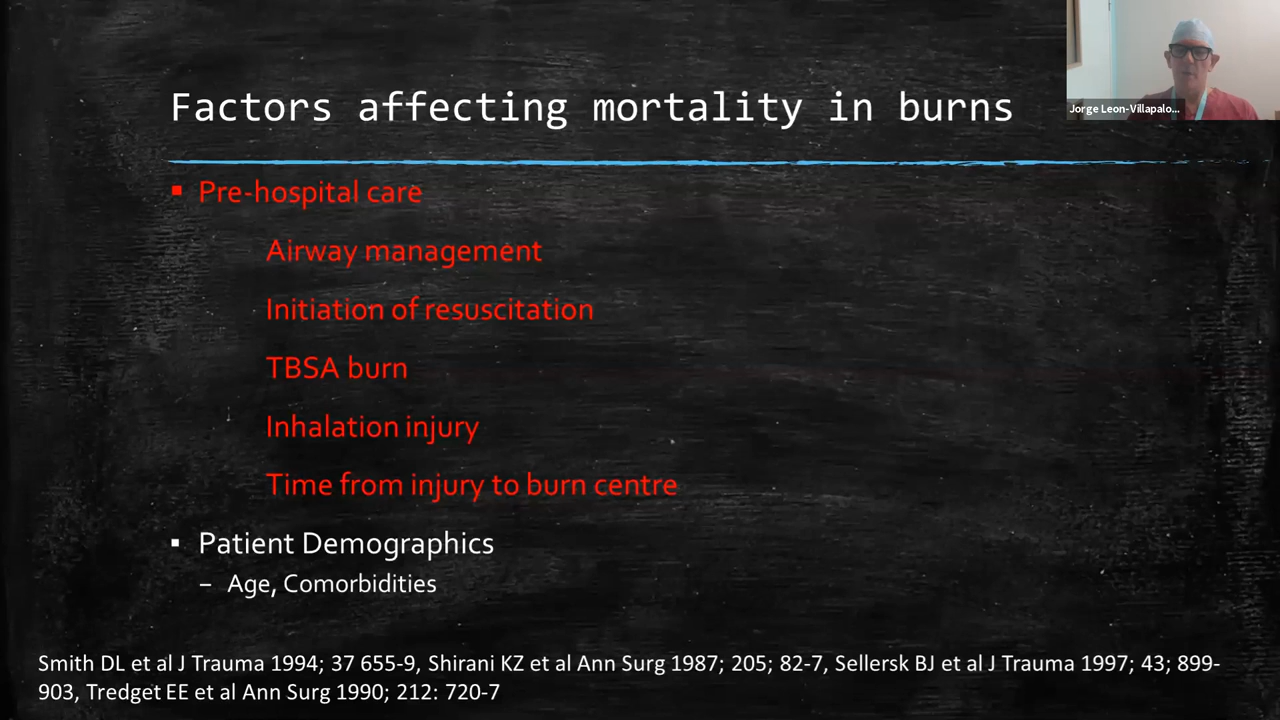 Factors affecting mortality in burns
Jorge Leon-Villapalo...
▪ Pre-hospital care
Airway management
Initiation of resuscitation
TBSA burn
Inhalation injury
Time from injury to burn centre
▪ Patient Demographics
– Age, Comorbidities
Smith DL et al J Trauma 1994; 37 655-9, Shirani KZ et al Ann Surg 1987; 205; 82-7, Sellersk BJ et al J Trauma 1997; 43; 899-
903, Tredget EE et al Ann Surg 1990; 212: 720-7